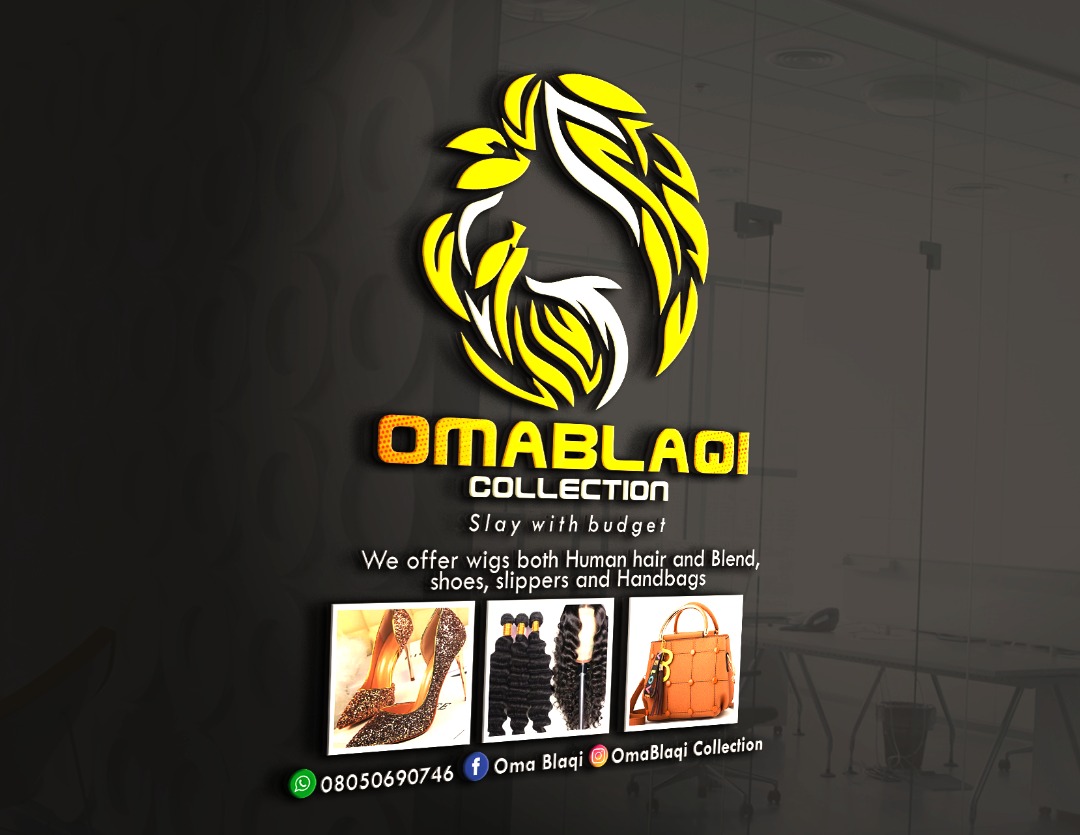 OMABLAQI
COLLECTION
Slay with budget
We offer wigs both Human hair and Blend,
shoes, slippers and Handbags
08050690746 Oma Blaqi OmaBlaqi Collection